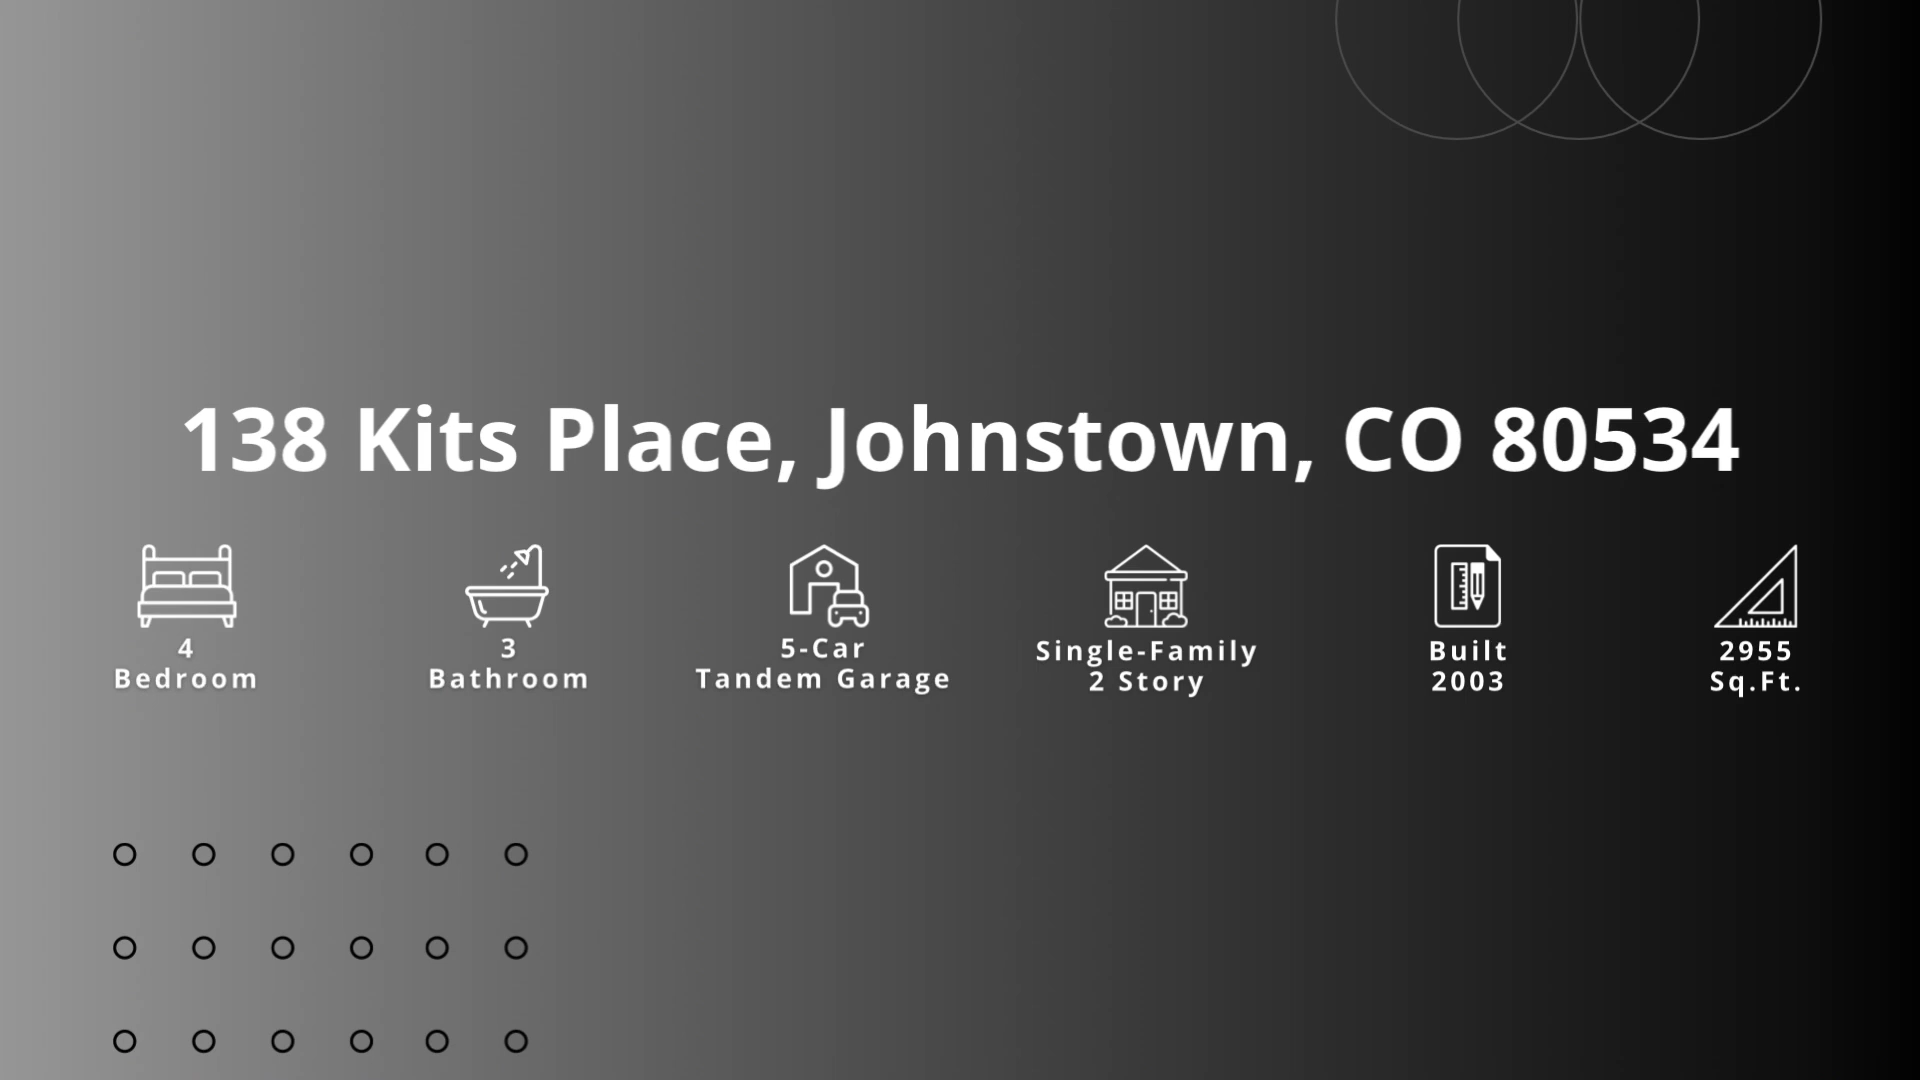 138 Kits Place, Johnstown, CO 80534
4
Bedroom
3
Bathroom
5-Car
Tandem Garage
Single-Family
2 Story
Built
2003
2955
Sq.Ft.